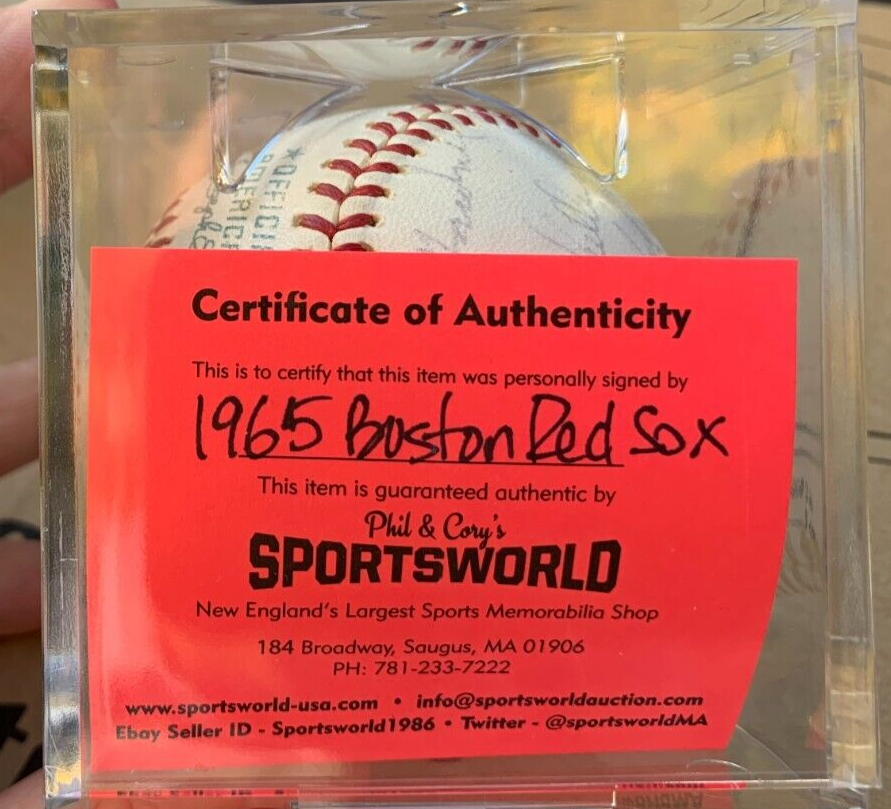 ★OFFICI
AMERIC
Certificate of Authenticity
This is to certify that this item was personally signed by
1965 Boston Red Sox
This item is guaranteed authentic by
Phil & Cory's
SPORTSWORLD
New England's Largest Sports Memorabilia Shop
184 Broadway, Saugus, MA 01906
PH: 781-233-7222
www.sportsworld-usa.com • info@sportsworldauction.com
Ebay Seller ID - Sportsworld1986 • Twitter - @sportsworldMA